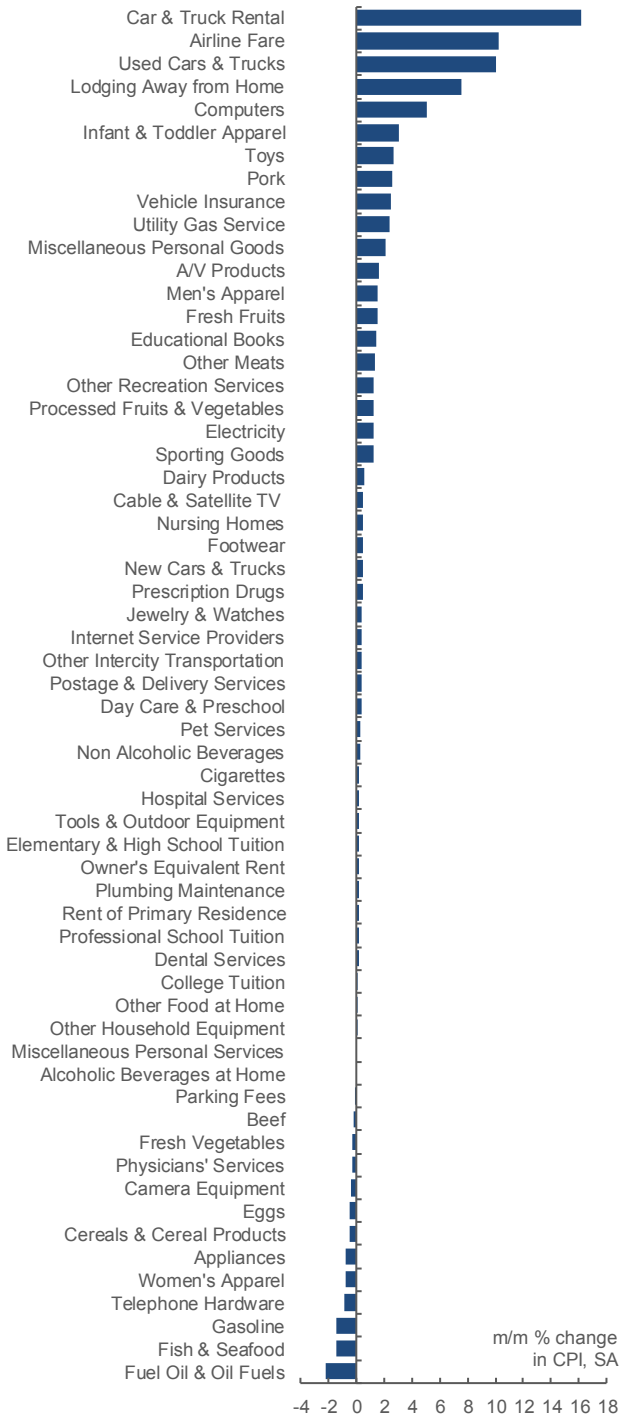 Car & Truck Rental
Airline Fare
Used Cars & Trucks
Lodging Away from Home
Computers
Infant & Toddler Apparel
Toys
Pork
Vehicle Insurance
Utility Gas Service
Miscellaneous Personal Goods
A/V Products
Men's Apparel
Fresh Fruits
Educational Books
Other Meats
Other Recreation Services
Processed Fruits & Vegetables
Electricity
Sporting Goods
Dairy Products
Cable & Satellite TV
Nursing Homes
Footwear
New Cars & Trucks
Prescription Drugs
Jewelry & Watches
Internet Service Providers
Other Intercity Transportation
Postage & Delivery Services
Day Care & Preschool
Pet Services
Non Alcoholic Beverages
Cigarettes
Hospital Services
Tools & Outdoor Equipment
Elementary & High School Tuition
Owner's Equivalent Rent
Plumbing Maintenance
Rent of Primary Residence
Professional School Tuition
Dental Services
College Tuition
Other Food at Home
Other Household Equipment
Miscellaneous Personal Services
Alcoholic Beverages at Home
Parking Fees
Beef
Fresh Vegetables
Physicians' Services
Camera Equipment
Eggs
Cereals & Cereal Products
Appliances
Women's Apparel
Telephone Hardware
Gasoline
Fish & Seafood
Fuel Oil & Oil Fuels
m/m % change
in CPI, SA
-4 -2 0 2 4 6 8 10 12 14 16 18